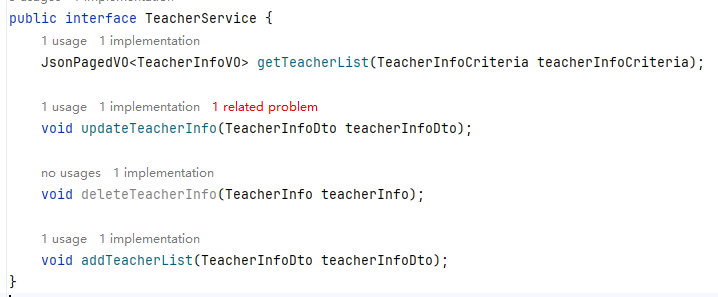 public interface TeacherService {
1 usage 1 implementation
JsonPagedVO<TeacherInfoVO> getTeacherList(TeacherInfoCriteria teacherInfoCriteria);
1 usage 1 implementation 1 related problem
void updateTeacherInfo(TeacherInfoDto teacherInfoDto);
no usages 1 implementation
void deleteTeacherInfo(TeacherInfo teacherInfo);
1 usage 1 implementation
void addTeacherList(TeacherInfoDto teacherInfoDto);
}